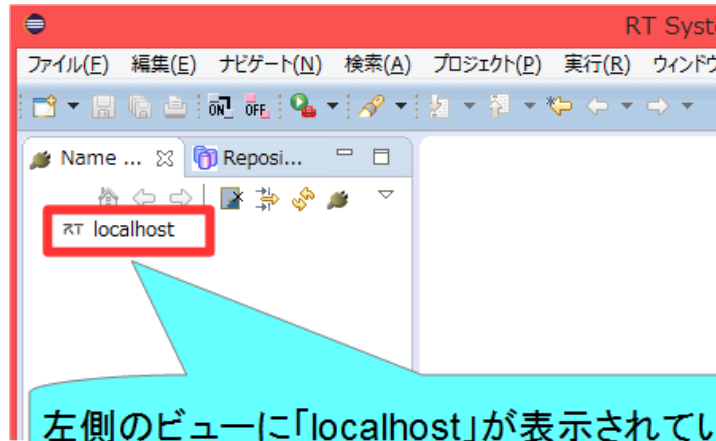 RT Syst
ファイル(F) 編集(E) ナビゲート(N) 検索(A) プロジェクト(P) 実行(R) ウィンドウ
ON OFF
Name ... Reposi...
RT localhost
左側のビューに「localhost」が表示されてい